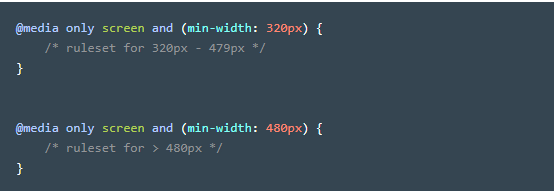 @media only screen and (min-width: 320px) {
    /* ruleset for 320px - 479px */
}
@media only screen and (min-width: 480px) {
    /* ruleset for > 480px */
}